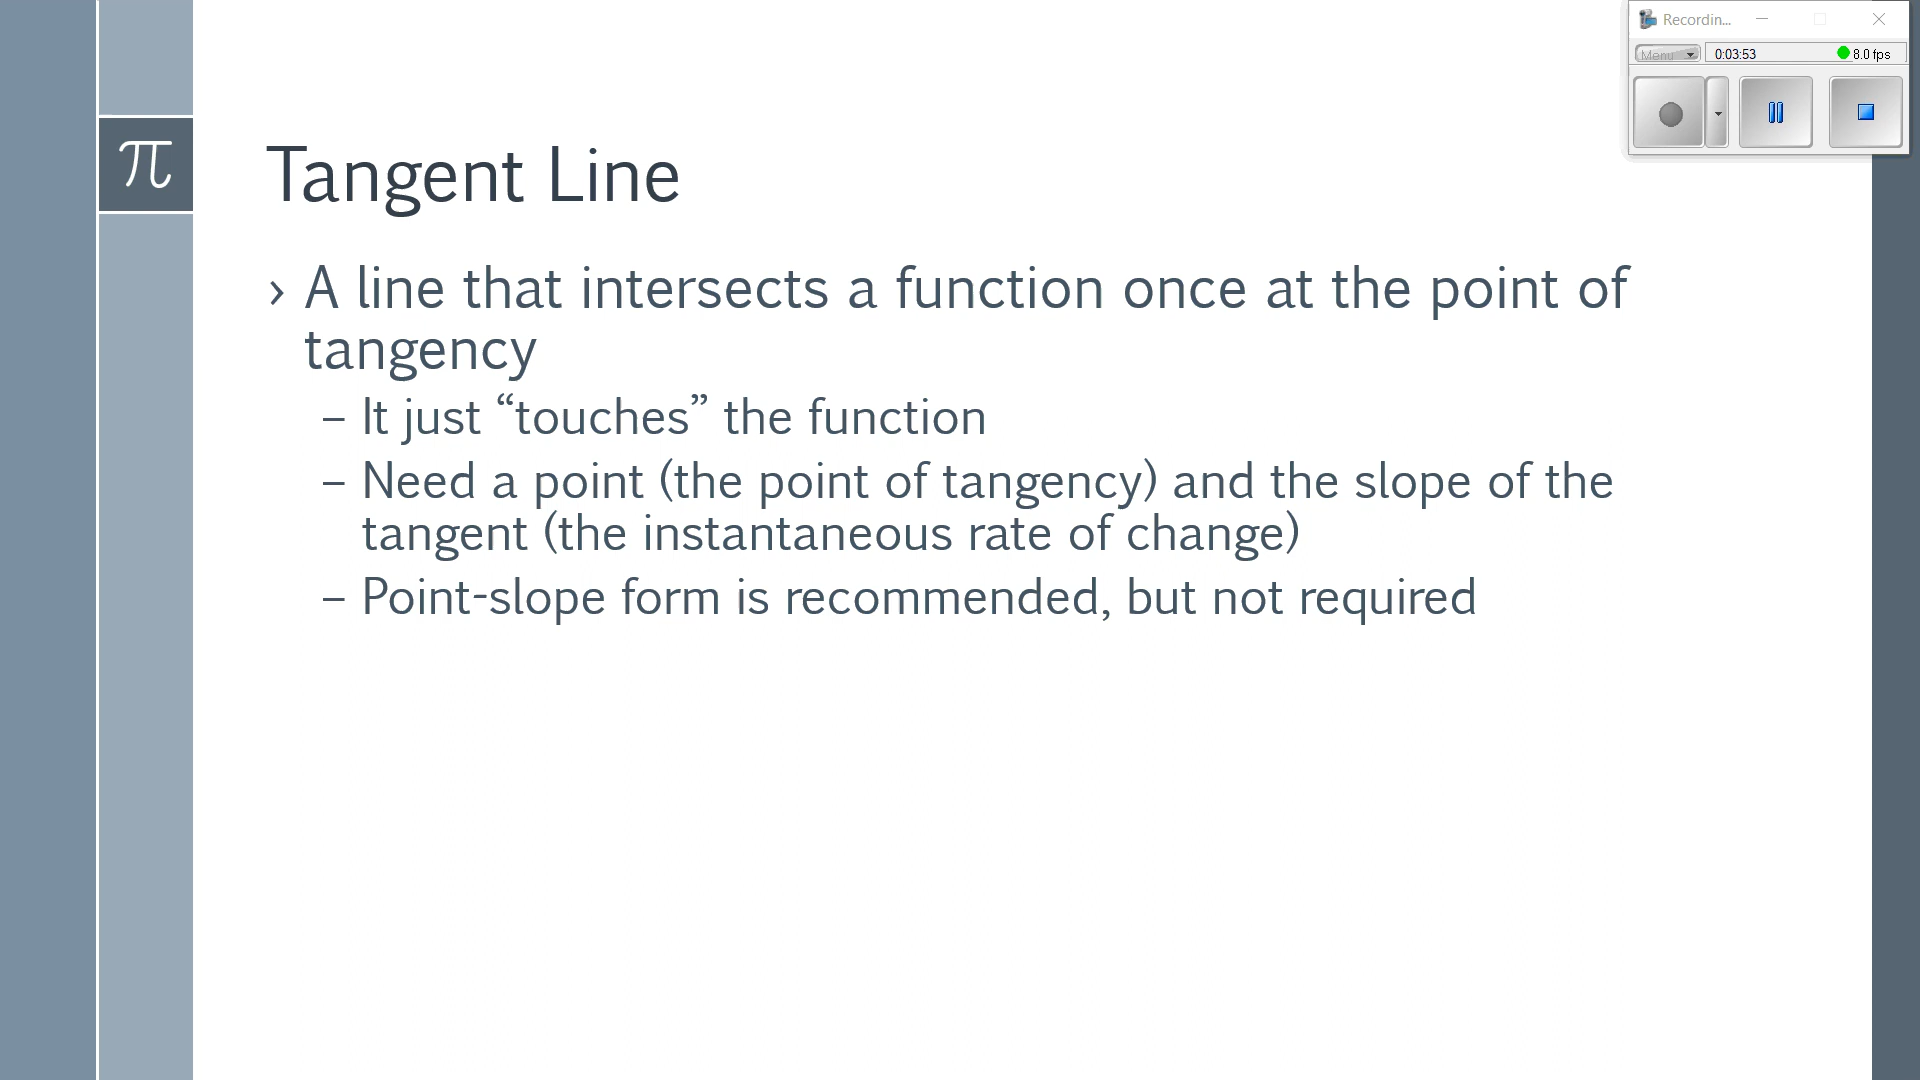 Recordin...
Menu
0:03:53
8.0 fps
π
Tangent Line
› A line that intersects a function once at the point of
tangency
– It just “touches” the function
– Need a point (the point of tangency) and the slope of the
tangent (the instantaneous rate of change)
– Point-slope form is recommended, but not required